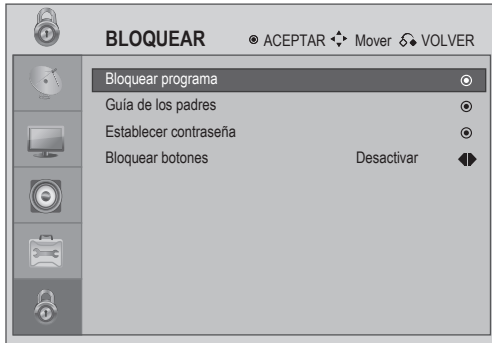 BLOQUEAR ACEPTAR Mover VOLVER
Bloquear programa
Guía de los padres
Establecer contraseña
Bloquear botones Desactivar